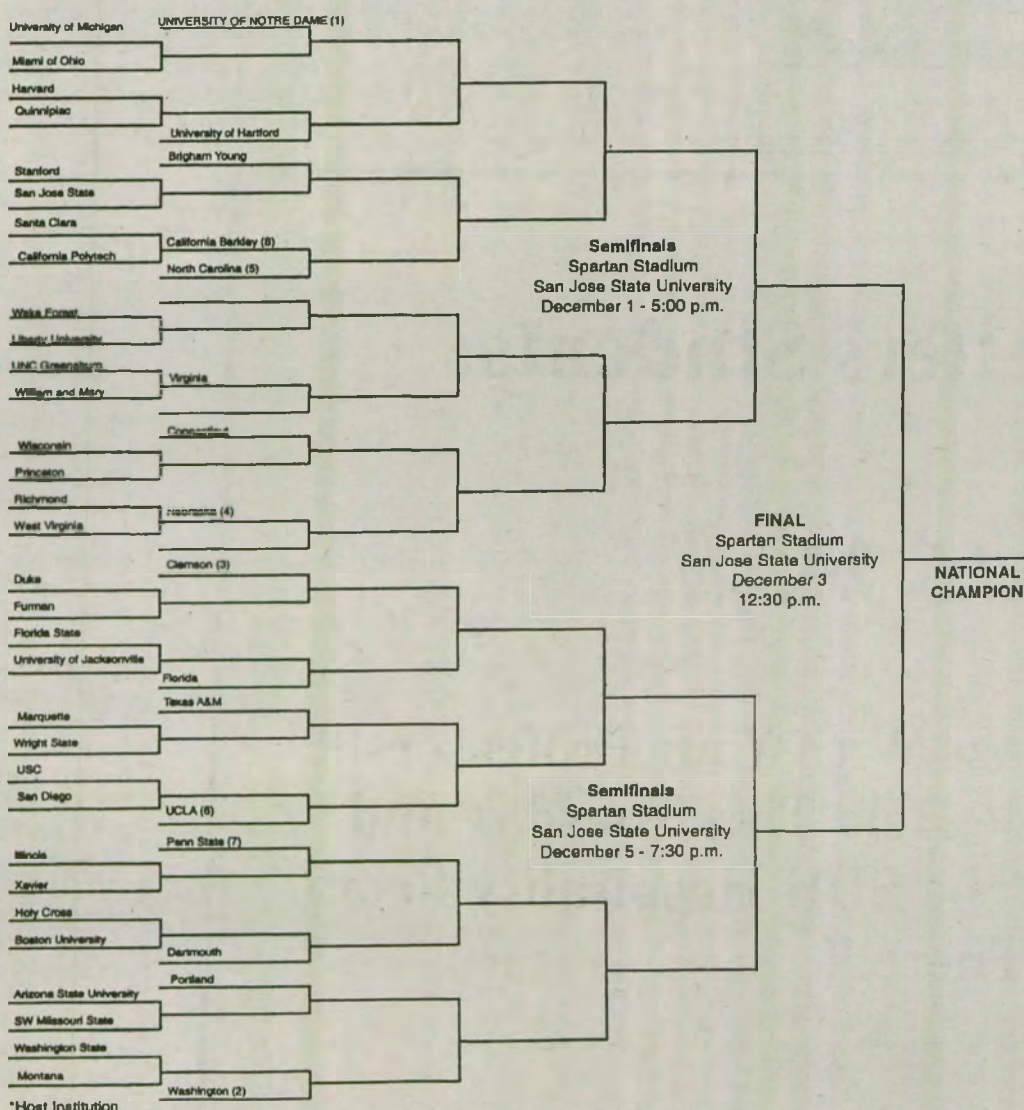 University of Michigan
UNIVERSITY OF NOTRE DAME (1)
Miami of Ohio
Harvard
Quinnipiac
University of Hartford
Brigham Young
Stanford
San Jose State
Santa Clara
California Berkley (8)
California Polytech
North Carolina (5)
Semifinals
Spartan Stadium
San Jose State University
December 1 - 5:00 p.m.
Wake Forest
Liberty University
UNC Greensburn
Virginia
William and Mary
Connecticut
Wisconsin
Princeton
Richmond
Nebraska (4)
West Virginia
FINAL
Spartan Stadium
San Jose State University
December 3
12:30 p.m.
NATIONAL
CHAMPION
Clemson (3)
Duke
Furman
Florida State
University of Jacksonville
Florida
Texas A&M
Marquette
Wright State
USC
San Diego
UCLA (6)
Semifinals
Spartan Stadium
San Jose State University
December 5 - 7:30 p.m.
Penn State (7)
Illinois
Xavier
Holy Cross
Boston University
Dartmouth
Portland
Arizona State University
SW Missouri State
Washington State
Montana
Washington (2)
*Host Institution